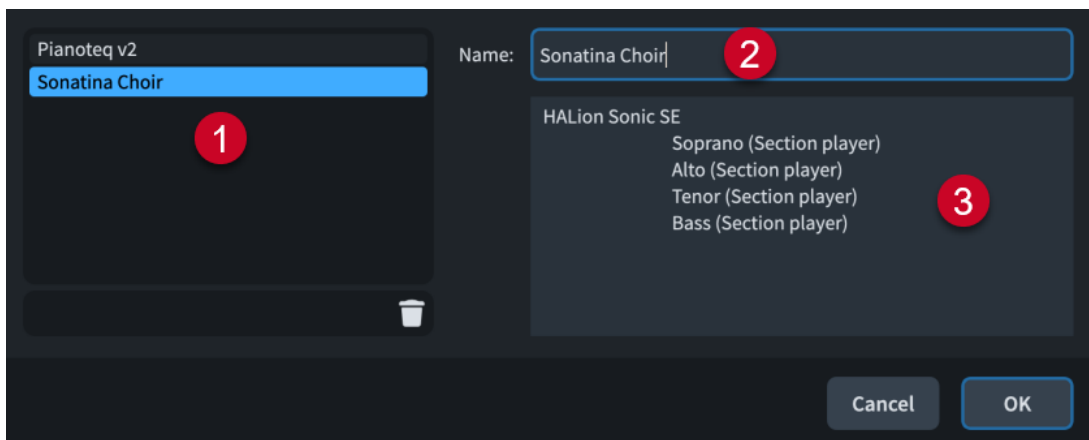 Pianoteq v2
Sonatina Choir
1
Name:
Sonatina Choir
2
HALion Sonic SE
Soprano (Section player)
Alto (Section player)
Tenor (Section player)
Bass (Section player)
3
Cancel
OK